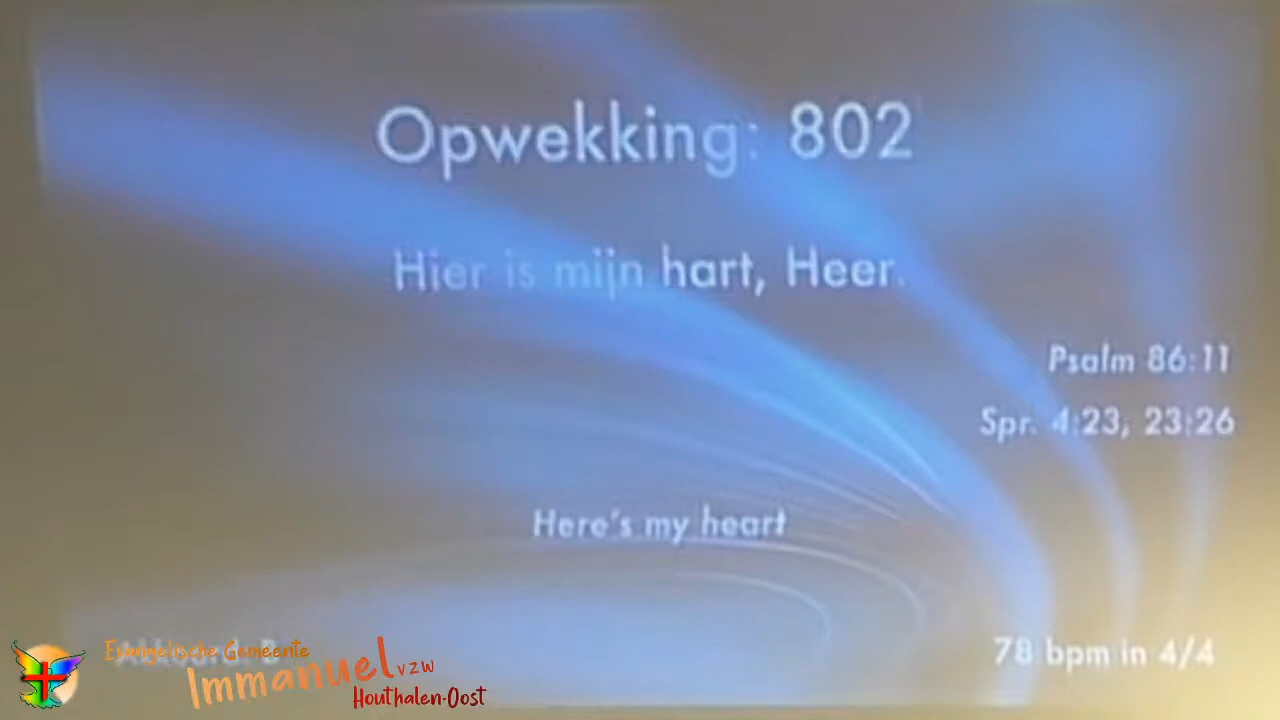 Opwekking: 802
Hier is mijn hart, Heer.
Psalm 86:11
Spr. 4:23, 23:26
Here's my heart
78 bpm in 4/4
Evangelische Gemeente
Immanuel vzw
Houthalen-Oost